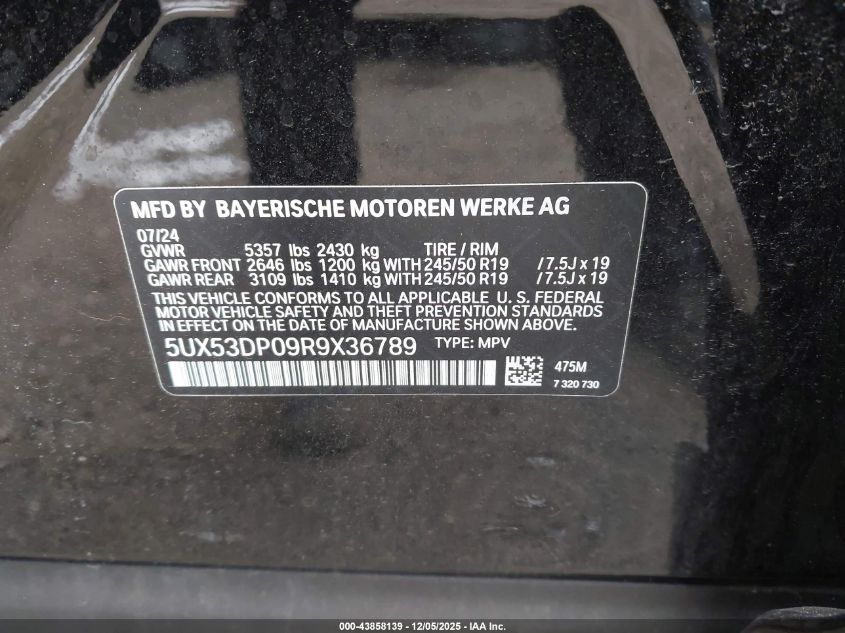 MFD BY BAYERISCHE MOTOREN WERKE AG
07/24
GVWR 5357 lbs 2430 kg TIRE / RIM
GAWR FRONT 2646 lbs 1200 kg WITH 245/50 R19 / 7.5J x 19
GAWR REAR 3109 lbs 1410 kg WITH 245/50 R19 / 7.5J x 19
THIS VEHICLE CONFORMS TO ALL APPLICABLE U. S. FEDERAL
MOTOR VEHICLE SAFETY AND THEFT PREVENTION STANDARDS
IN EFFECT ON THE DATE OF MANUFACTURE SHOWN ABOVE.
5UX53DP09R9X36789 TYPE: MPV
475M
7 320 730
000-43858139 - 12/05/2025 - IAA Inc.